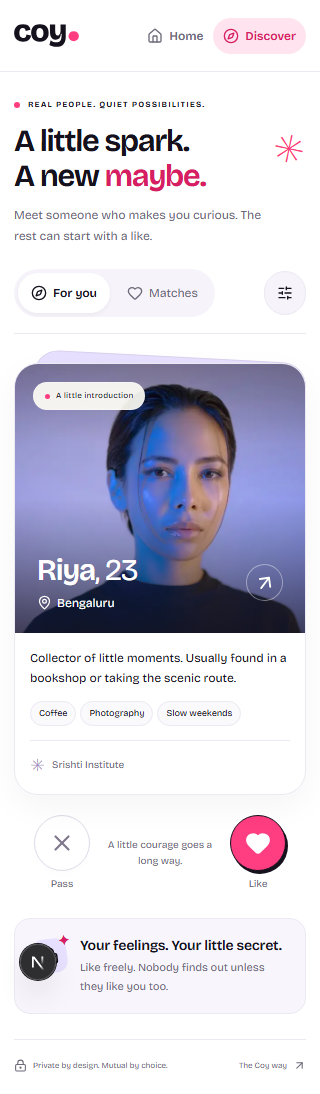 coy
Home
Discover
REAL PEOPLE. QUIET POSSIBILITIES.
A little spark.
A new maybe.
Meet someone who makes you curious. The
rest can start with a like.
For you
Matches
A little introduction
Riya, 23
Bengaluru
Collector of little moments. Usually found in a
bookshop or taking the scenic route.
Coffee
Photography
Slow weekends
Srishti Institute
A little courage goes a
long way.
Pass
Like
Your feelings. Your little secret.
Like freely. Nobody finds out unless
they like you too.
N
Private by design. Mutual by choice.
The Coy way